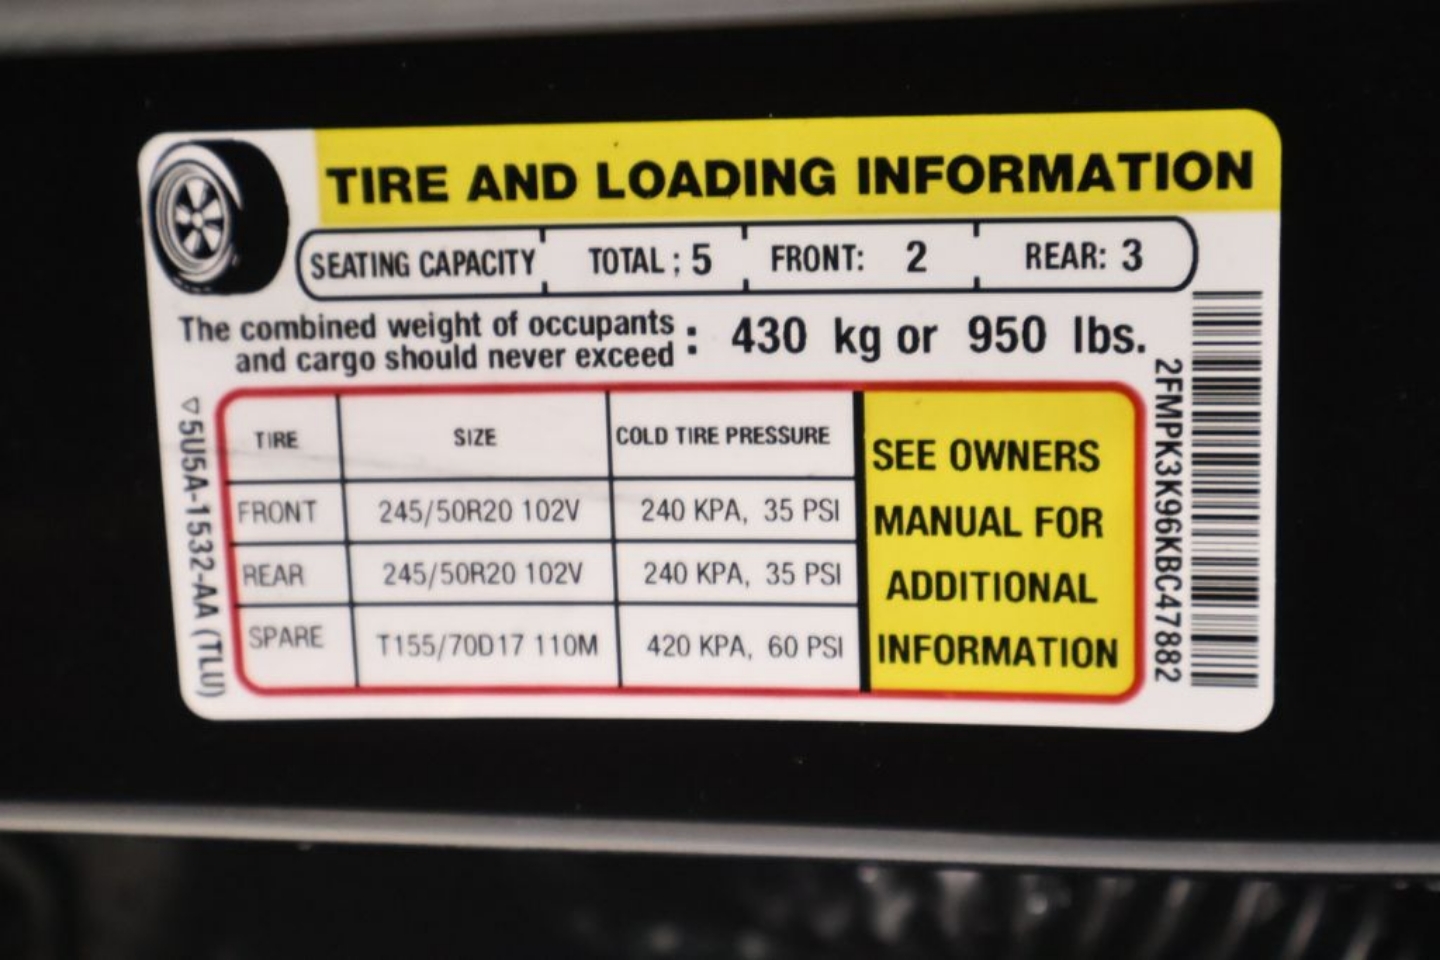 TIRE AND LOADING INFORMATION
SEATING CAPACITY TOTAL : 5 FRONT: 2 REAR: 3
The combined weight of occupants
and cargo should never exceed : 430 kg or 950 lbs.
TIRE SIZE COLD TIRE PRESSURE
FRONT 245/50R20 102V 240 KPA, 35 PSI
REAR 245/50R20 102V 240 KPA, 35 PSI
SPARE T155/70D17 110M 420 KPA, 60 PSI
SEE OWNERS
MANUAL FOR
ADDITIONAL
INFORMATION
5U5A-1532-AA (TLU)
2FMPK3K96KBC47882